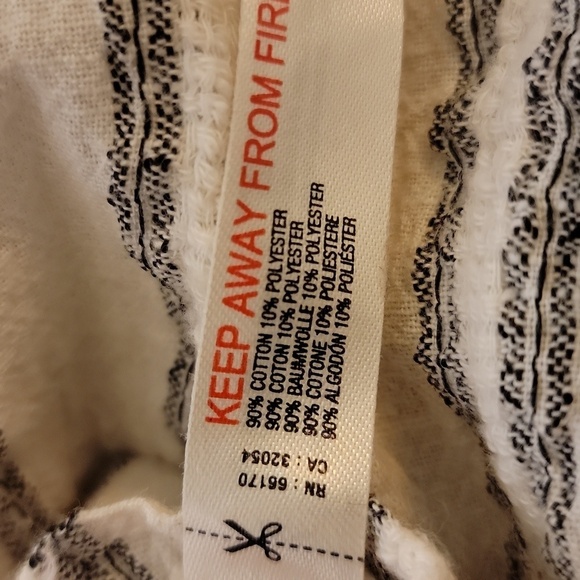 KEEP AWAY FROM FIR
90% COTTON 10% POLYESTER
90% COTON 10% POLYESTER
90% BAUMWOLLE 10% POLYESTER
90% COTONE 10% POLIESTERE
90% ALGODÓN 10% POLIÉSTER
RN : 66170
CA : 32054